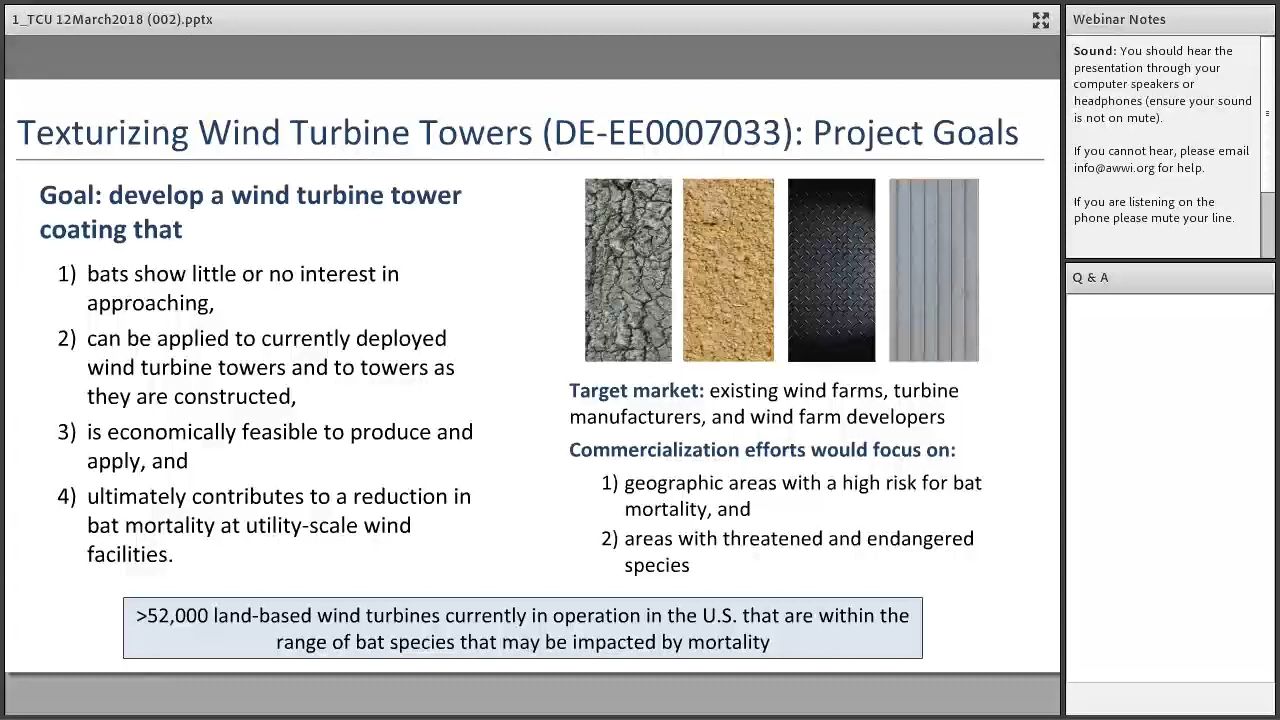 1_TCU 12March2018 (002).pptx
Texturizing Wind Turbine Towers (DE-EE0007033): Project Goals
Goal: develop a wind turbine tower
coating that
1) bats show little or no interest in
approaching,
2) can be applied to currently deployed
wind turbine towers and to towers as
they are constructed,
3) is economically feasible to produce and
apply, and
4) ultimately contributes to a reduction in
bat mortality at utility-scale wind
facilities.
Target market: existing wind farms, turbine
manufacturers, and wind farm developers
Commercialization efforts would focus on:
1) geographic areas with a high risk for bat
mortality, and
2) areas with threatened and endangered
species
>52,000 land-based wind turbines currently in operation in the U.S. that are within the
range of bat species that may be impacted by mortality
Webinar Notes
Sound: You should hear the
presentation through your
computer speakers or
headphones (ensure your sound
is not on mute).
If you cannot hear, please email
info@awwi.org for help.
If you are listening on the
phone please mute your line.
Q & A